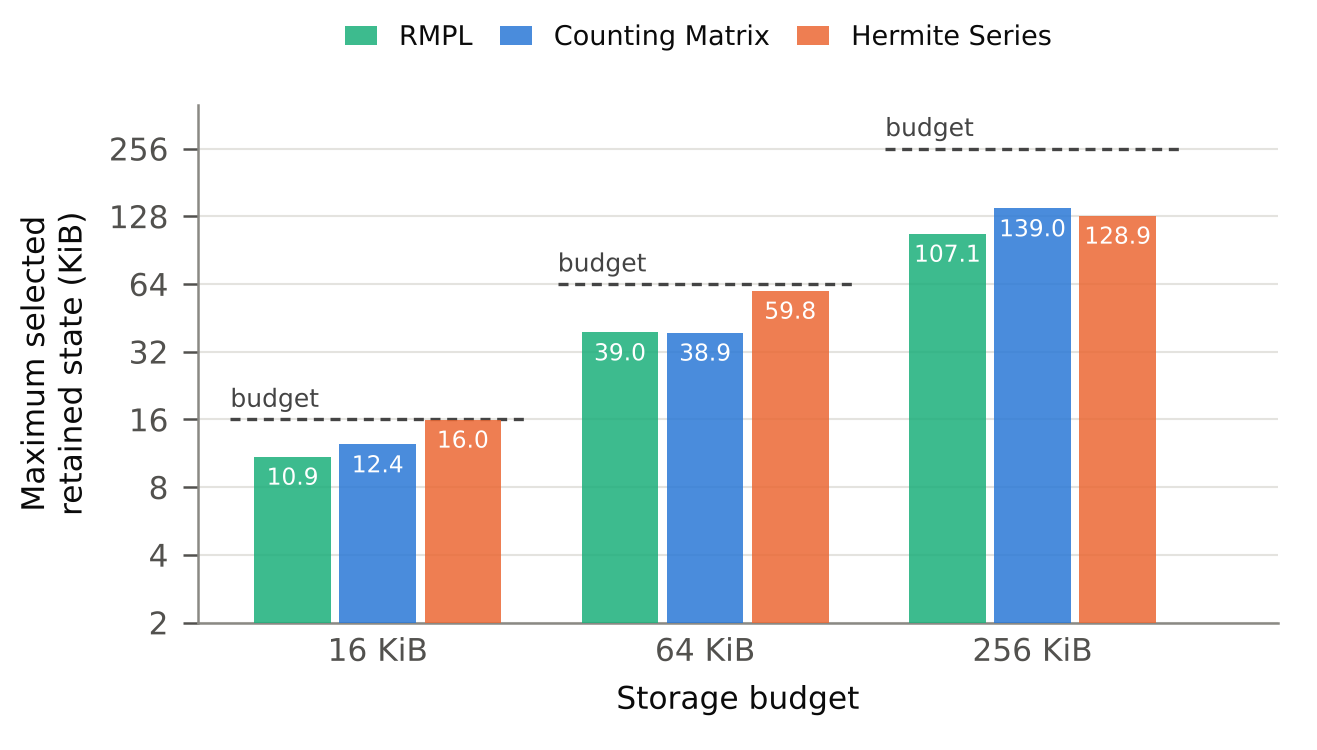 RMPL Counting Matrix Hermite Series
Maximum selected
retained state (KiB)
256
128
64
32
16
8
4
2
budget
budget
budget
10.9
12.4
16.0
39.0
38.9
59.8
107.1
139.0
128.9
16 KiB
64 KiB
256 KiB
Storage budget